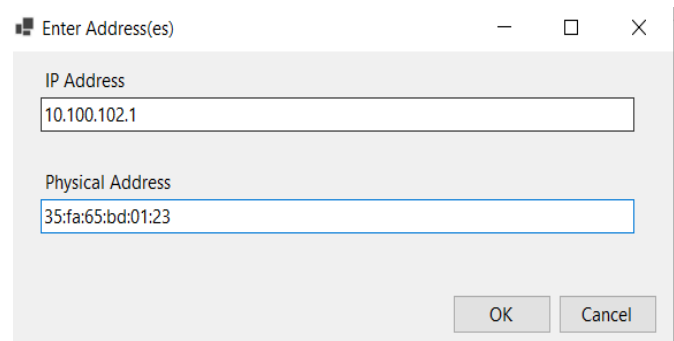 Enter Address(es)
IP Address
10.100.102.1
Physical Address
35:fa:65:bd:01:23
OK Cancel